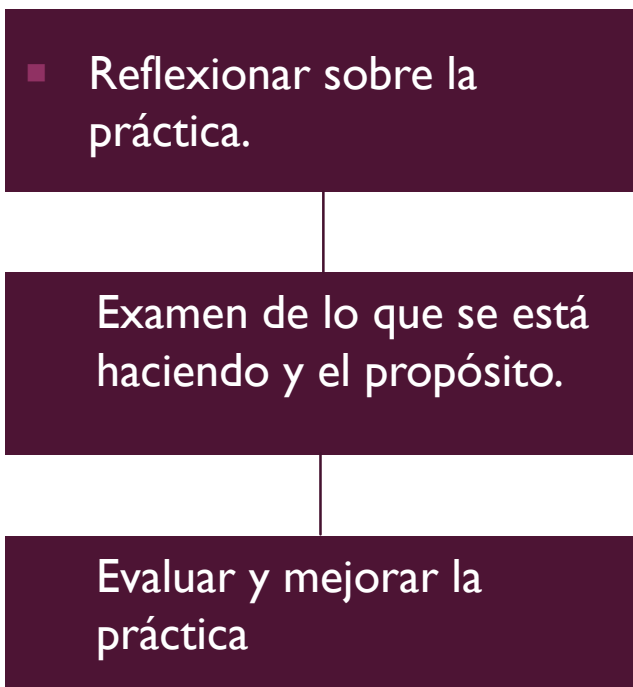 Reflexionar sobre la
práctica.
Examen de lo que se está
haciendo y el propósito.
Evaluar y mejorar la
práctica